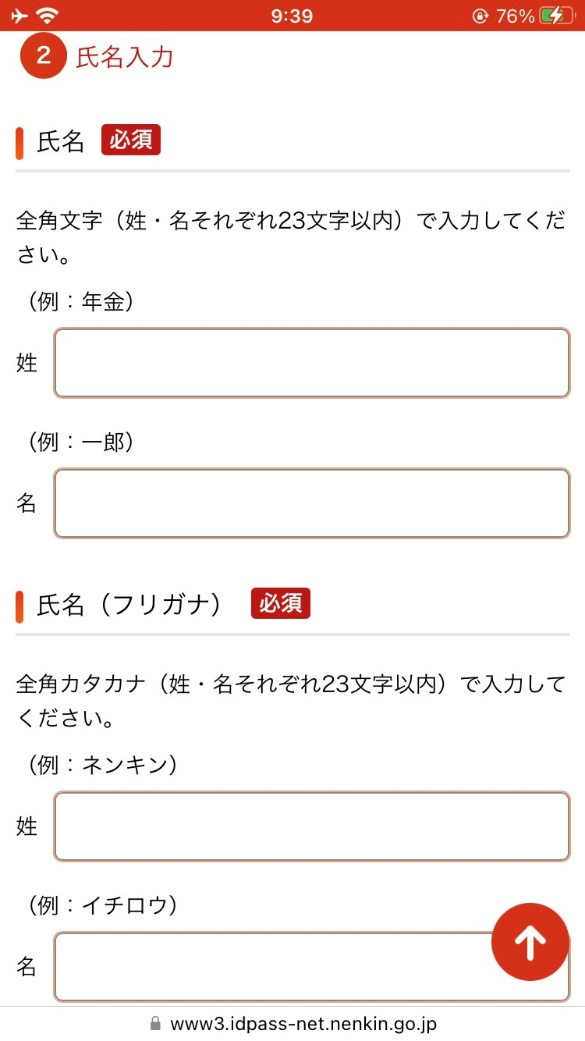 9:39
76%
2 氏名入力
氏名 必須
全角文字（姓・名それぞれ23文字以内）で入力してくだ
さい。
（例：年金）
姓
（例：一郎）
名
氏名（フリガナ） 必須
全角カタカナ（姓・名それぞれ23文字以内）で入力して
ください。
（例：ネンキン）
姓
（例：イチロウ）
名
www3.idpass-net.nenkin.go.jp